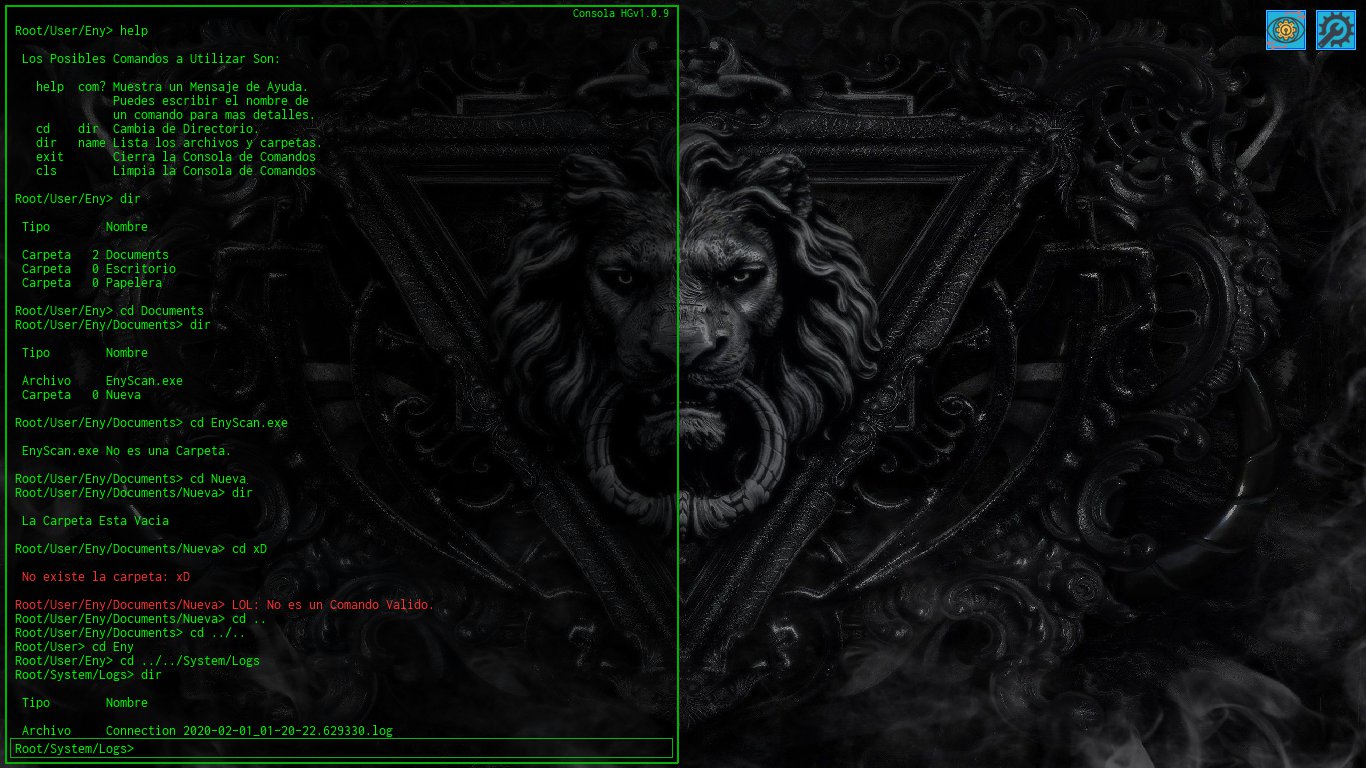 Consola HGv1.0.9
Root/User/Eny> help
Los Posibles Comandos a Utilizar Son:
help com? Muestra un Mensaje de Ayuda.
Puedes escribir el nombre de
un comando para mas detalles.
cd dir Cambia de Directorio.
dir name Lista los archivos y carpetas.
exit Cierra la Consola de Comandos
cls Limpia la Consola de Comandos
Root/User/Eny> dir
Tipo Nombre
Carpeta 2 Documents
Carpeta 0 Escritorio
Carpeta 0 Papelera
Root/User/Eny> cd Documents
Root/User/Eny/Documents> dir
Tipo Nombre
Archivo EnyScan.exe
Carpeta 0 Nueva
Root/User/Eny/Documents> cd EnyScan.exe
EnyScan.exe No es una Carpeta.
Root/User/Eny/Documents> cd Nueva
Root/User/Eny/Documents/Nueva> dir
La Carpeta Esta Vacia
Root/User/Eny/Documents/Nueva> cd xD
No existe la carpeta: xD
Root/User/Eny/Documents/Nueva> LOL: No es un Comando Valido.
Root/User/Eny/Documents/Nueva> cd ..
Root/User/Eny/Documents> cd ../..
Root/User> cd Eny
Root/User/Eny> cd ../../System/Logs
Root/System/Logs> dir
Tipo Nombre
Archivo Connection 2020-02-01_01-20-22.629330.log
Root/System/Logs>